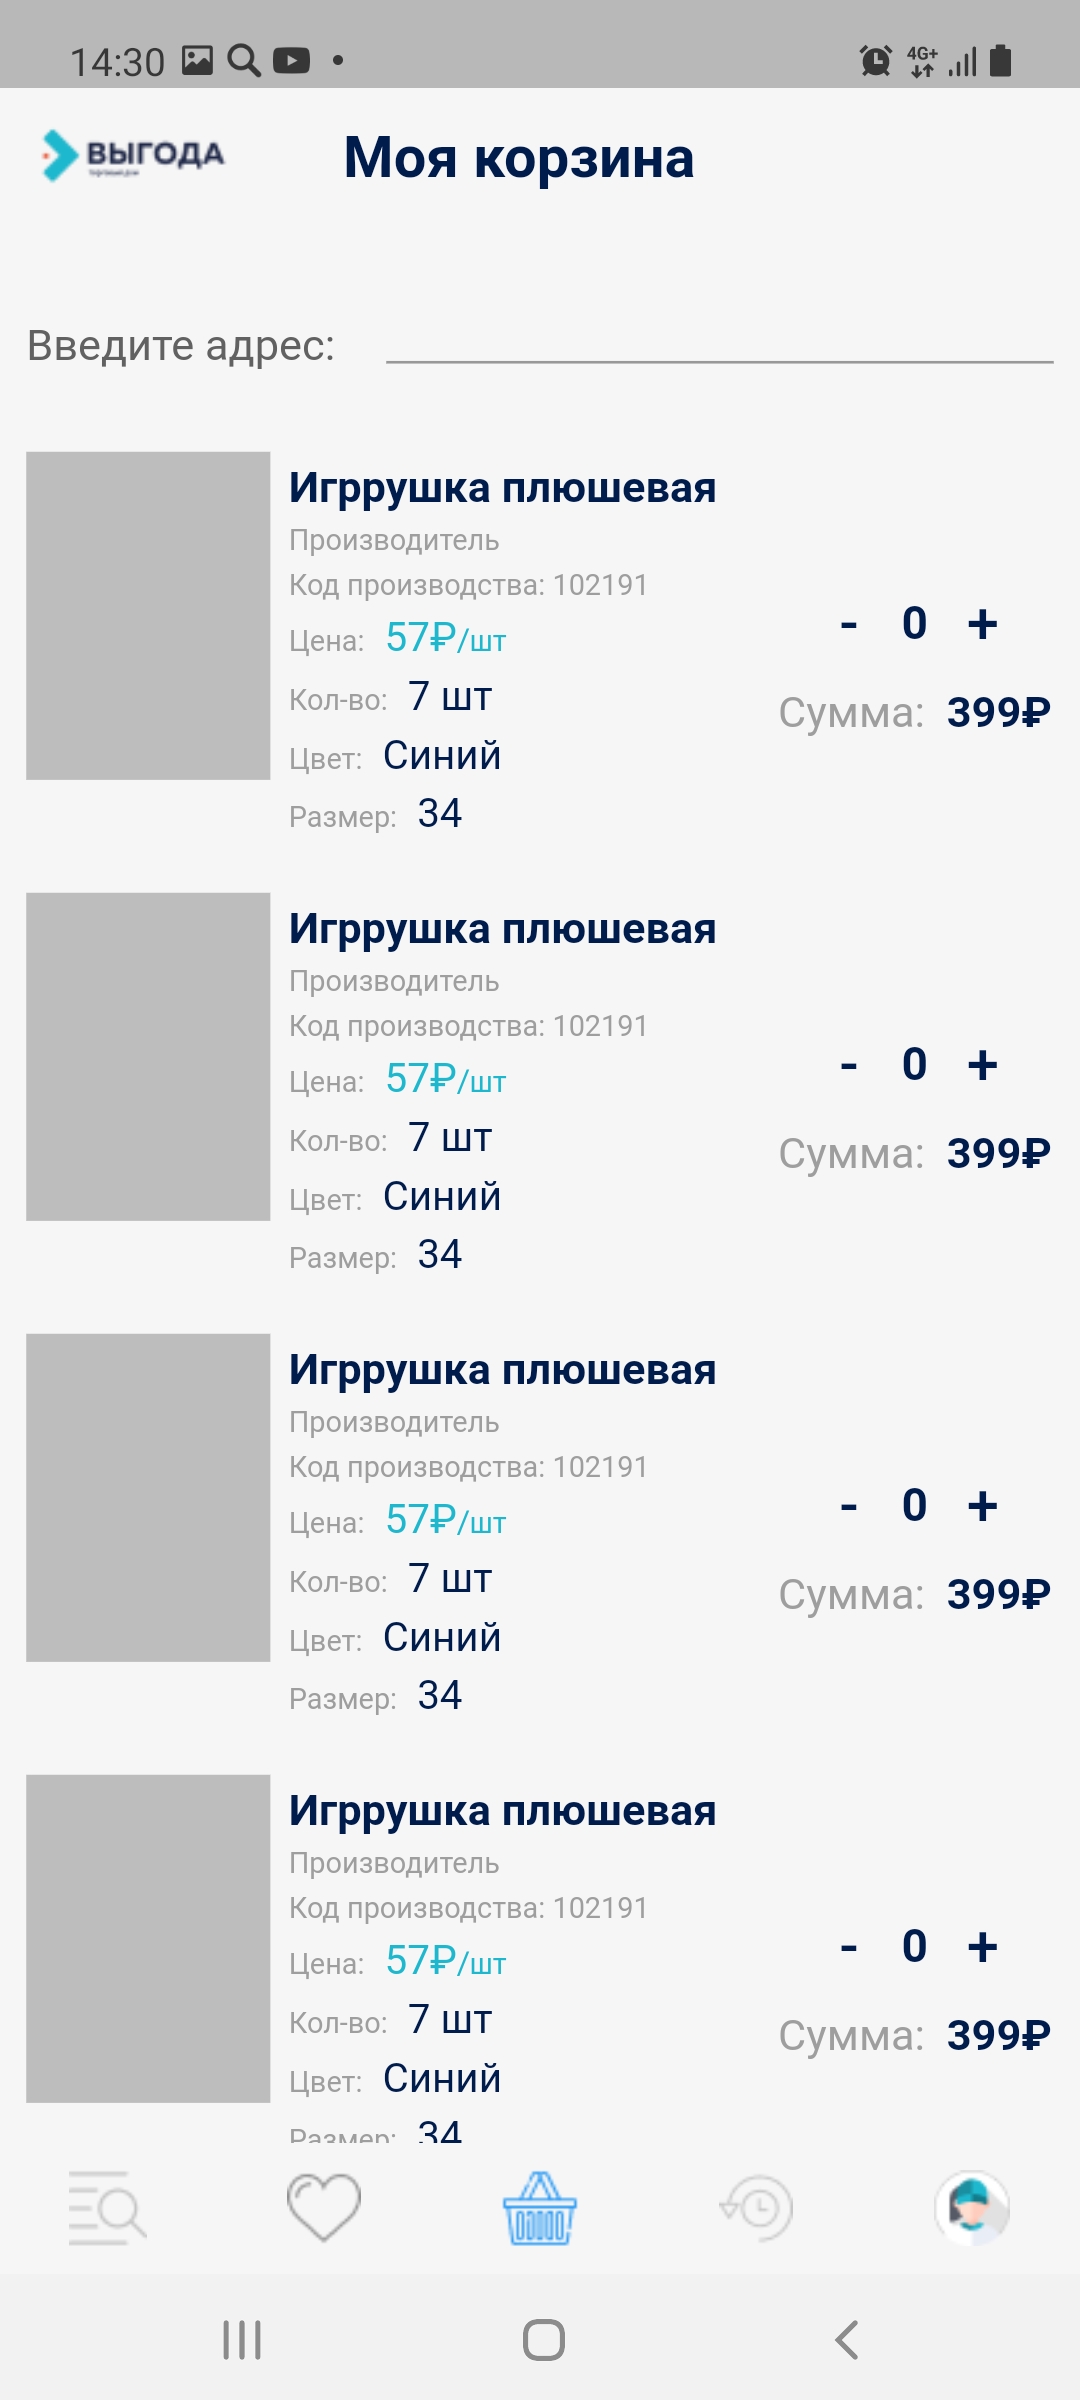 14:30
4G+
ВЫГОДА
Моя корзина
Введите адрес:
Игррушка плюшевая
Производитель
Код производства: 102191
Цена: 57₽/шт
- 0 +
Кол-во: 7 шт
Сумма: 399₽
Цвет: Синий
Размер: 34
Игррушка плюшевая
Производитель
Код производства: 102191
Цена: 57₽/шт
- 0 +
Кол-во: 7 шт
Сумма: 399₽
Цвет: Синий
Размер: 34
Игррушка плюшевая
Производитель
Код производства: 102191
Цена: 57₽/шт
- 0 +
Кол-во: 7 шт
Сумма: 399₽
Цвет: Синий
Размер: 34
Игррушка плюшевая
Производитель
Код производства: 102191
Цена: 57₽/шт
- 0 +
Кол-во: 7 шт
Сумма: 399₽
Цвет: Синий
Размер: 34